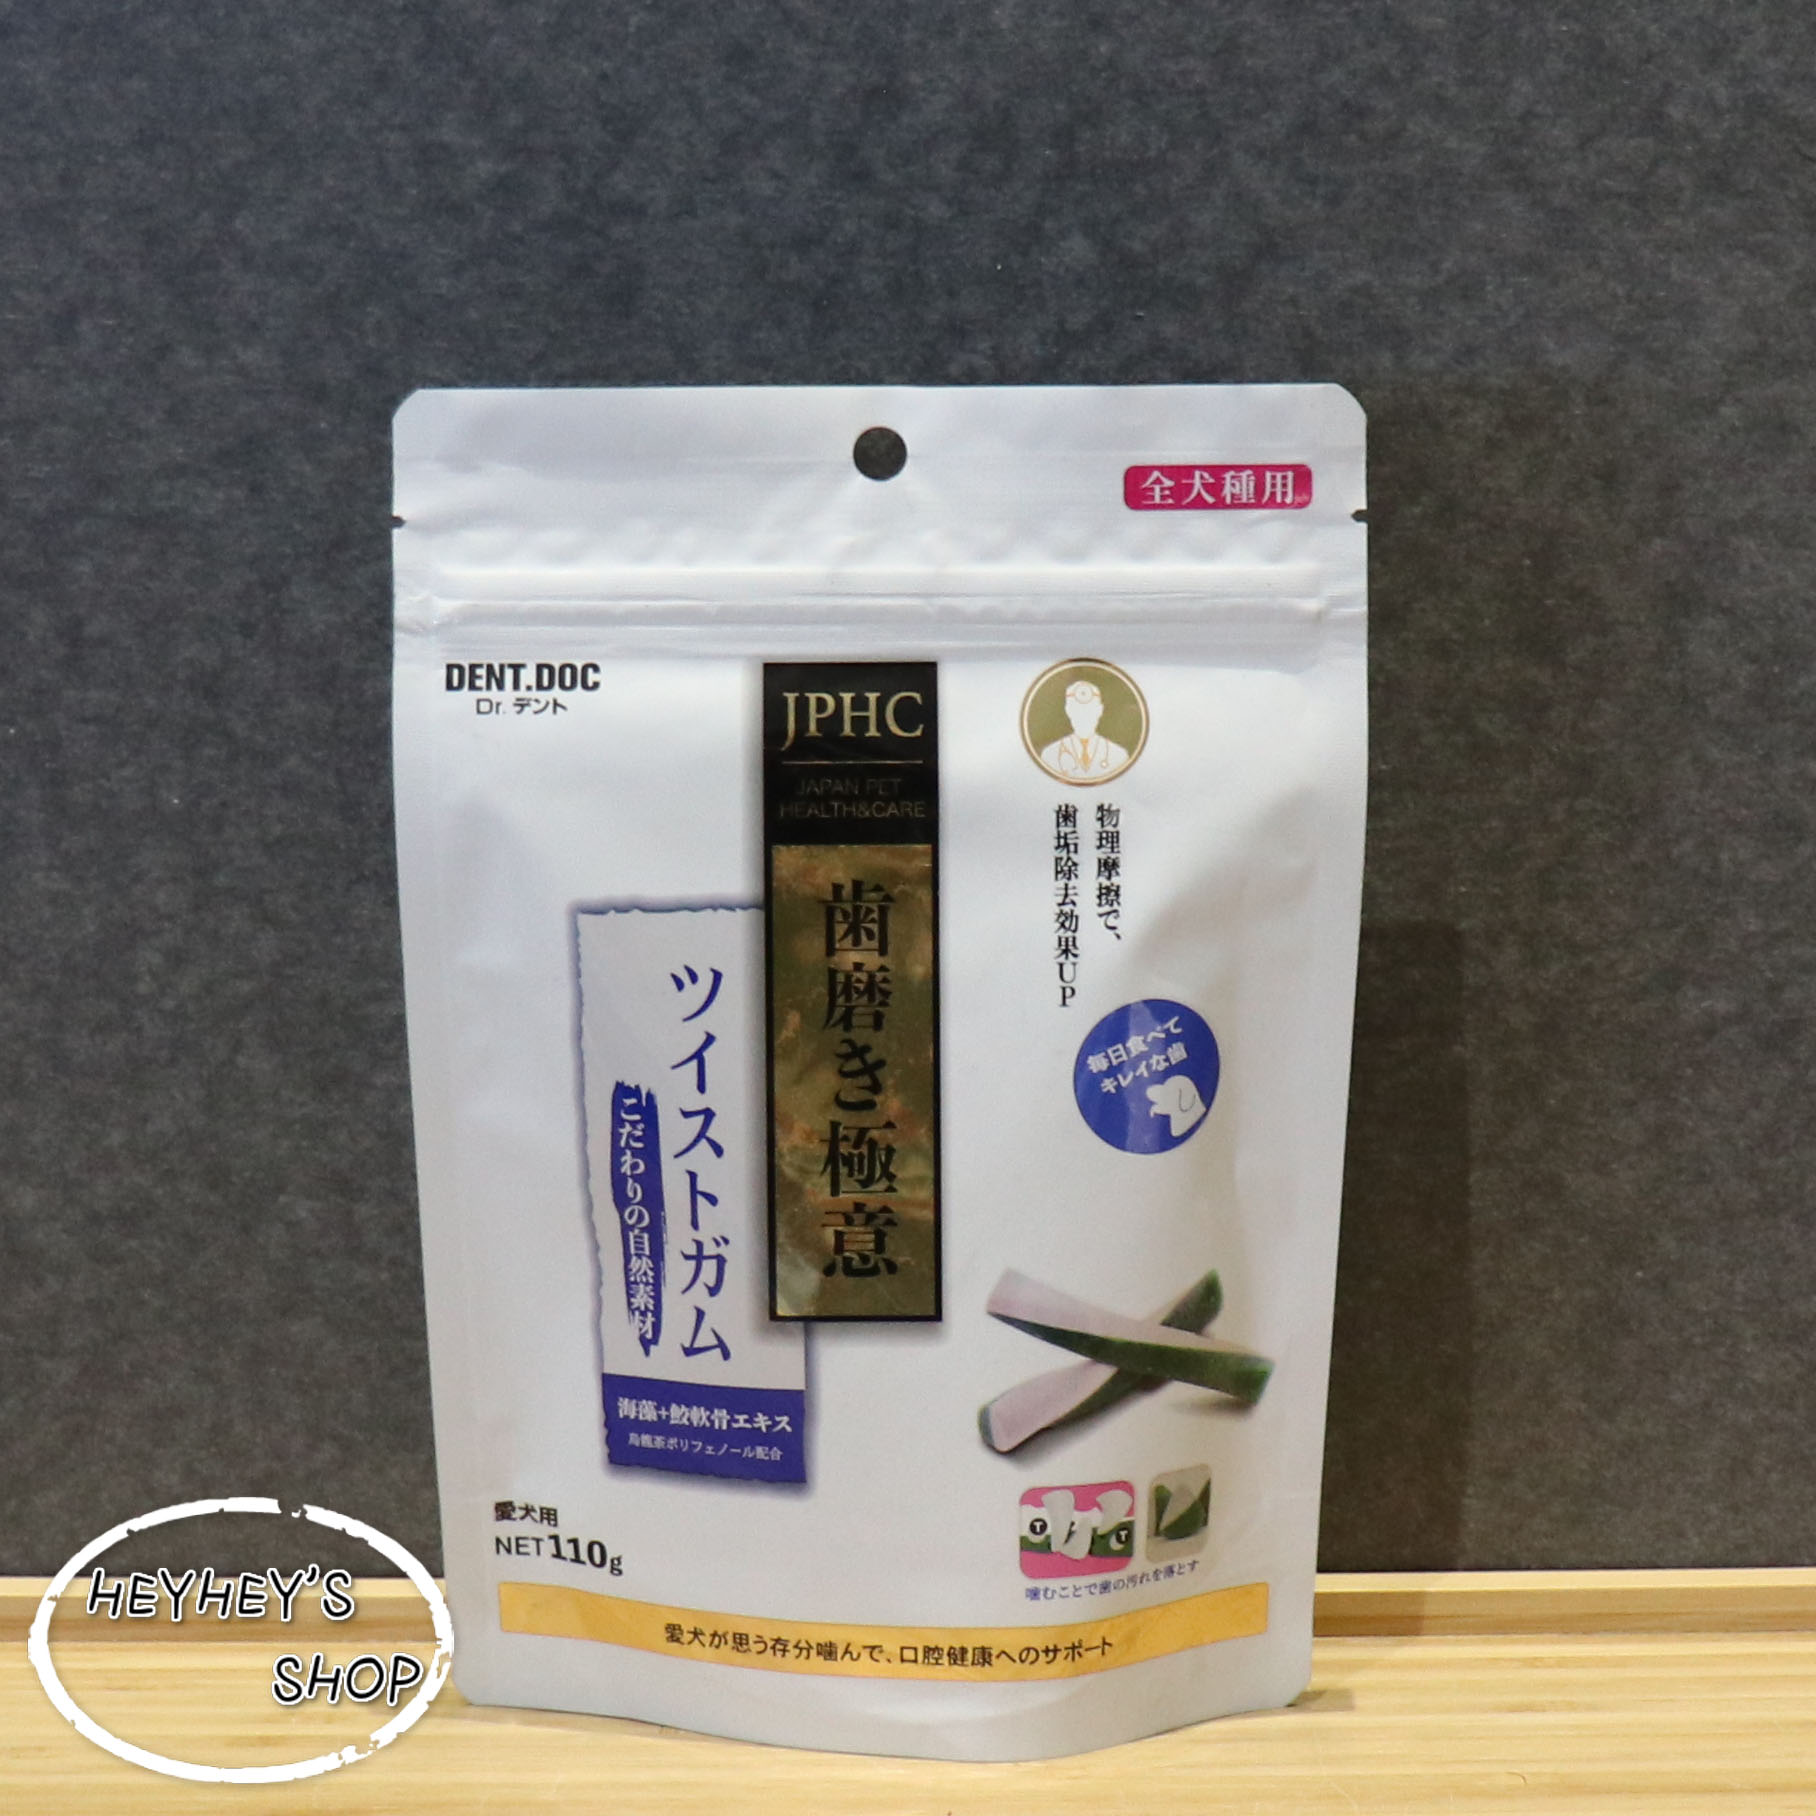 全犬種用
DENT.DOC
Dr. デント
JPHC
JAPAN PET
HEALTH&CARE
歯磨き極意
物理摩擦で、
歯垢除去効果UP
毎日食べて
キレイな歯
ツイストガム
こだわりの自然素材
海藻+鮫軟骨エキス
烏龍茶ポリフェノール配合
愛犬用
NET 110g
T
T
噛むことで歯の汚れを落とす
愛犬が思う存分噛んで、口腔健康へのサポート
HEYHEY'S
SHOP